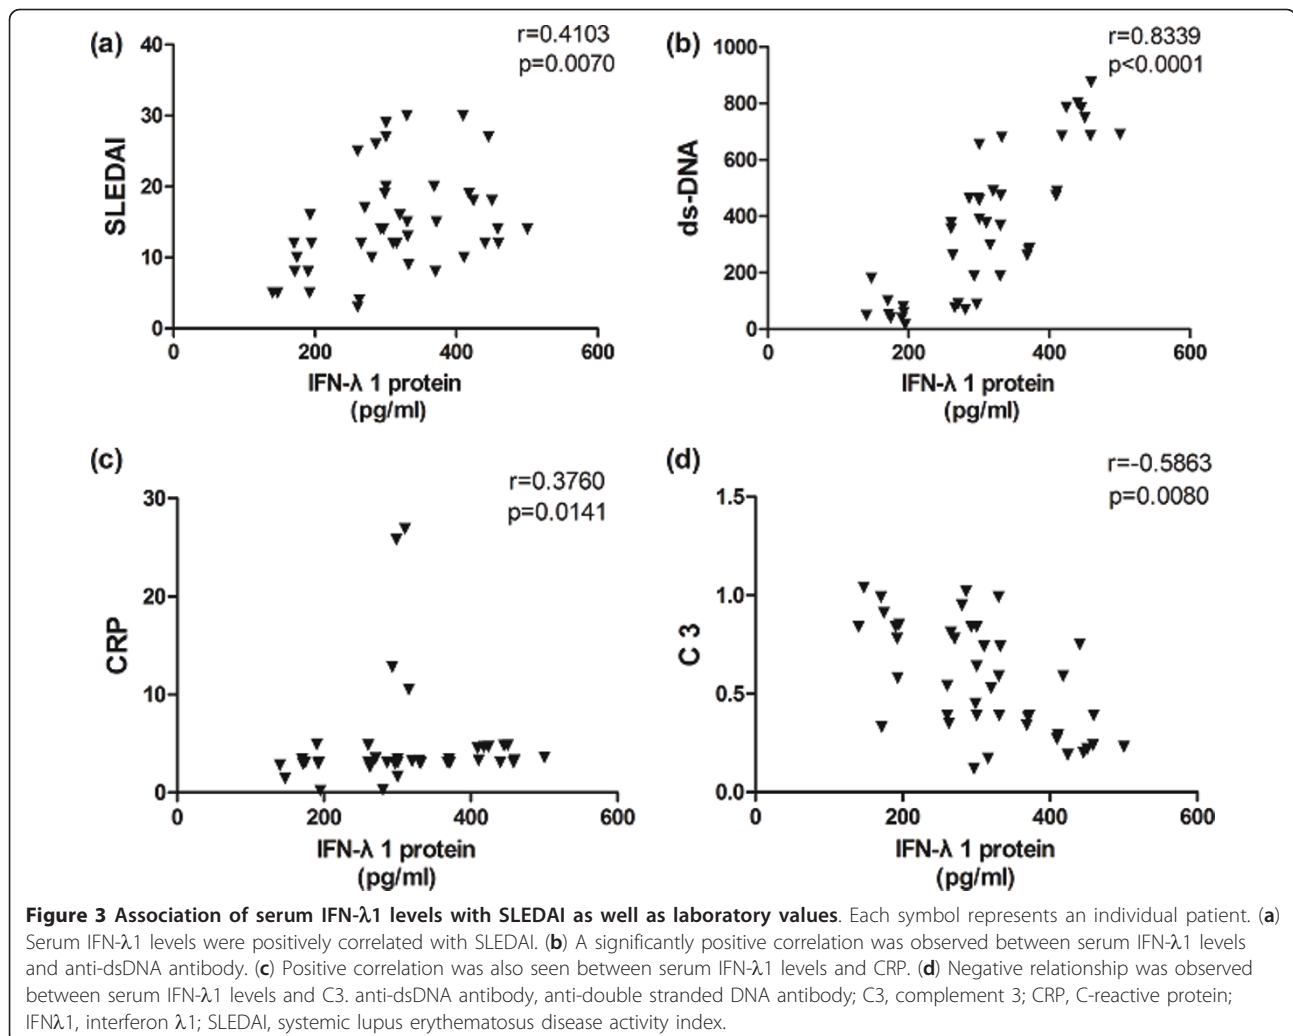 (a)
r=0.4103
p=0.0070
40
30
20
10
0
SLEDAI
0 200 400 600
IFN-λ 1 protein
(pg/ml)
(b)
r=0.8339
p<0.0001
1000
800
600
400
200
0
ds-DNA
0 200 400 600
IFN-λ 1 protein
(pg/ml)
(c)
r=0.3760
p=0.0141
30
20
10
0
CRP
0 200 400 600
IFN-λ 1 protein
(pg/ml)
(d)
r=-0.5863
p=0.0080
1.5
1.0
0.5
0.0
C 3
0 200 400 600
IFN-λ 1 protein
(pg/ml)
Figure 3 Association of serum IFN-λ1 levels with SLEDAI as well as laboratory values. Each symbol represents an individual patient. (a)
Serum IFN-λ1 levels were positively correlated with SLEDAI. (b) A significantly positive correlation was observed between serum IFN-λ1 levels
and anti-dsDNA antibody. (c) Positive correlation was also seen between serum IFN-λ1 levels and CRP. (d) Negative relationship was observed
between serum IFN-λ1 levels and C3. anti-dsDNA antibody, anti-double stranded DNA antibody; C3, complement 3; CRP, C-reactive protein;
IFNλ1, interferon λ1; SLEDAI, systemic lupus erythematosus disease activity index.